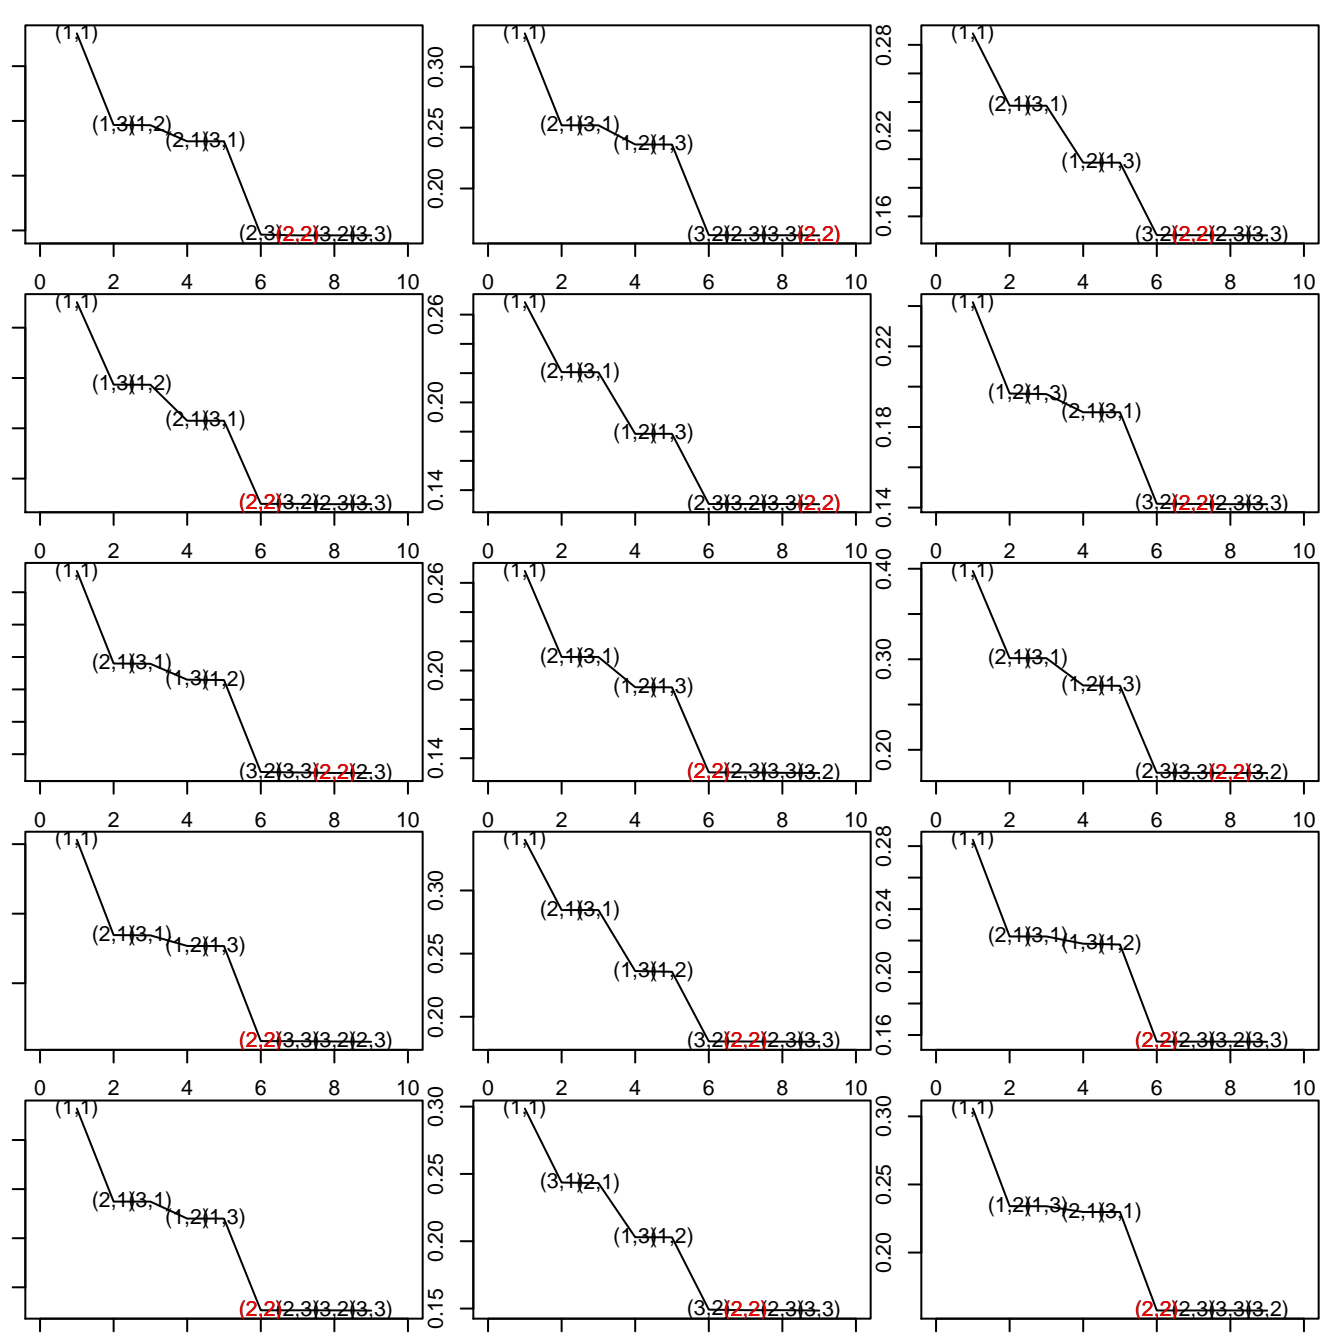 (1,1) (1,3) (1,2) (2,1) (3,1) (2,3) (2,2) (3,2) (3,3)
0 2 4 6 8 10
0.20 0.25 0.30
(1,1) (2,1) (3,1) (1,2) (1,3) (3,2) (2,3) (3,3) (2,2)
0 2 4 6 8 10
0.16 0.22 0.28
(1,1) (2,1) (3,1) (1,2) (1,3) (3,2) (2,2) (2,3) (3,3)
0 2 4 6 8 10
(1,1) (1,3) (1,2) (2,1) (3,1) (2,2) (3,2) (2,3) (3,3)
0 2 4 6 8 10
0.14 0.20 0.26
(1,1) (2,1) (3,1) (1,2) (1,3) (2,3) (3,2) (3,3) (2,2)
0 2 4 6 8 10
0.14 0.18 0.22
(1,1) (1,2) (1,3) (2,1) (3,1) (3,2) (2,2) (2,3) (3,3)
0 2 4 6 8 10
(1,1) (2,1) (3,1) (1,3) (1,2) (3,2) (3,3) (2,2) (2,3)
0 2 4 6 8 10
0.14 0.20 0.26
(1,1) (2,1) (3,1) (1,2) (1,3) (2,2) (2,3) (3,3) (3,2)
0 2 4 6 8 10
0.20 0.30 0.40
(1,1) (2,1) (3,1) (1,2) (1,3) (2,3) (3,3) (2,2) (3,2)
0 2 4 6 8 10
(1,1) (2,1) (3,1) (1,2) (1,3) (2,2) (3,3) (3,2) (2,3)
0 2 4 6 8 10
0.20 0.25 0.30
(1,1) (2,1) (3,1) (1,3) (1,2) (3,2) (2,2) (2,3) (3,3)
0 2 4 6 8 10
0.16 0.20 0.24 0.28
(1,1) (2,1) (3,1) (1,3) (1,2) (2,2) (2,3) (3,2) (3,3)
0 2 4 6 8 10
(1,1) (2,1) (3,1) (1,2) (1,3) (2,2) (2,3) (3,2) (3,3)
0.15 0.20 0.25 0.30
(1,1) (3,1) (2,1) (1,3) (1,2) (3,2) (2,2) (2,3) (3,3)
0.20 0.25 0.30
(1,1) (1,2) (1,3) (2,1) (3,1) (2,2) (2,3) (3,3) (3,2)